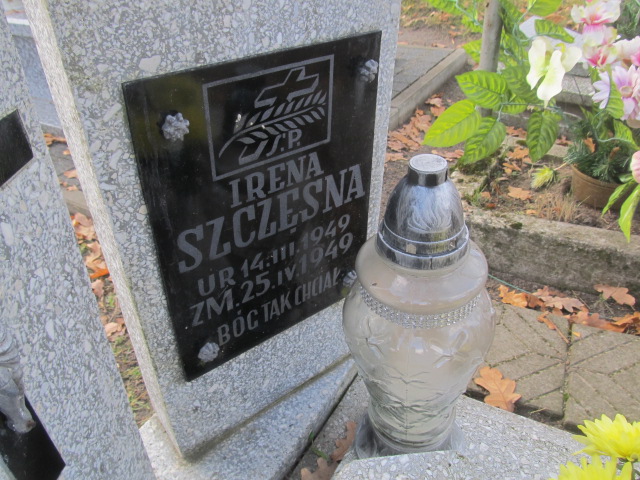 Ś.P.
IRENA
SZCZĘSNA
UR 14.III.1949
ZM. 25.IV.1949
BÓG TAK CHCIAŁ